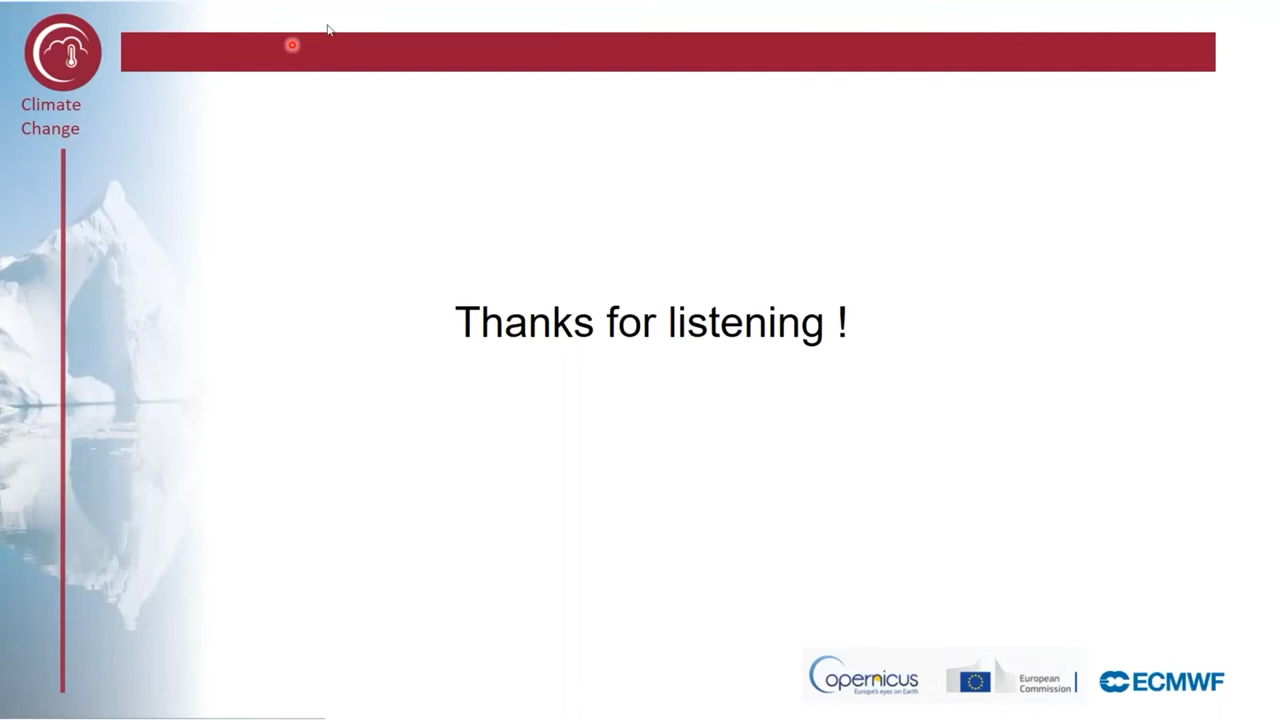 Climate
Change
Thanks for listening !
opernicus
Europe's eyes on Earth
European
Commission
ECMWF